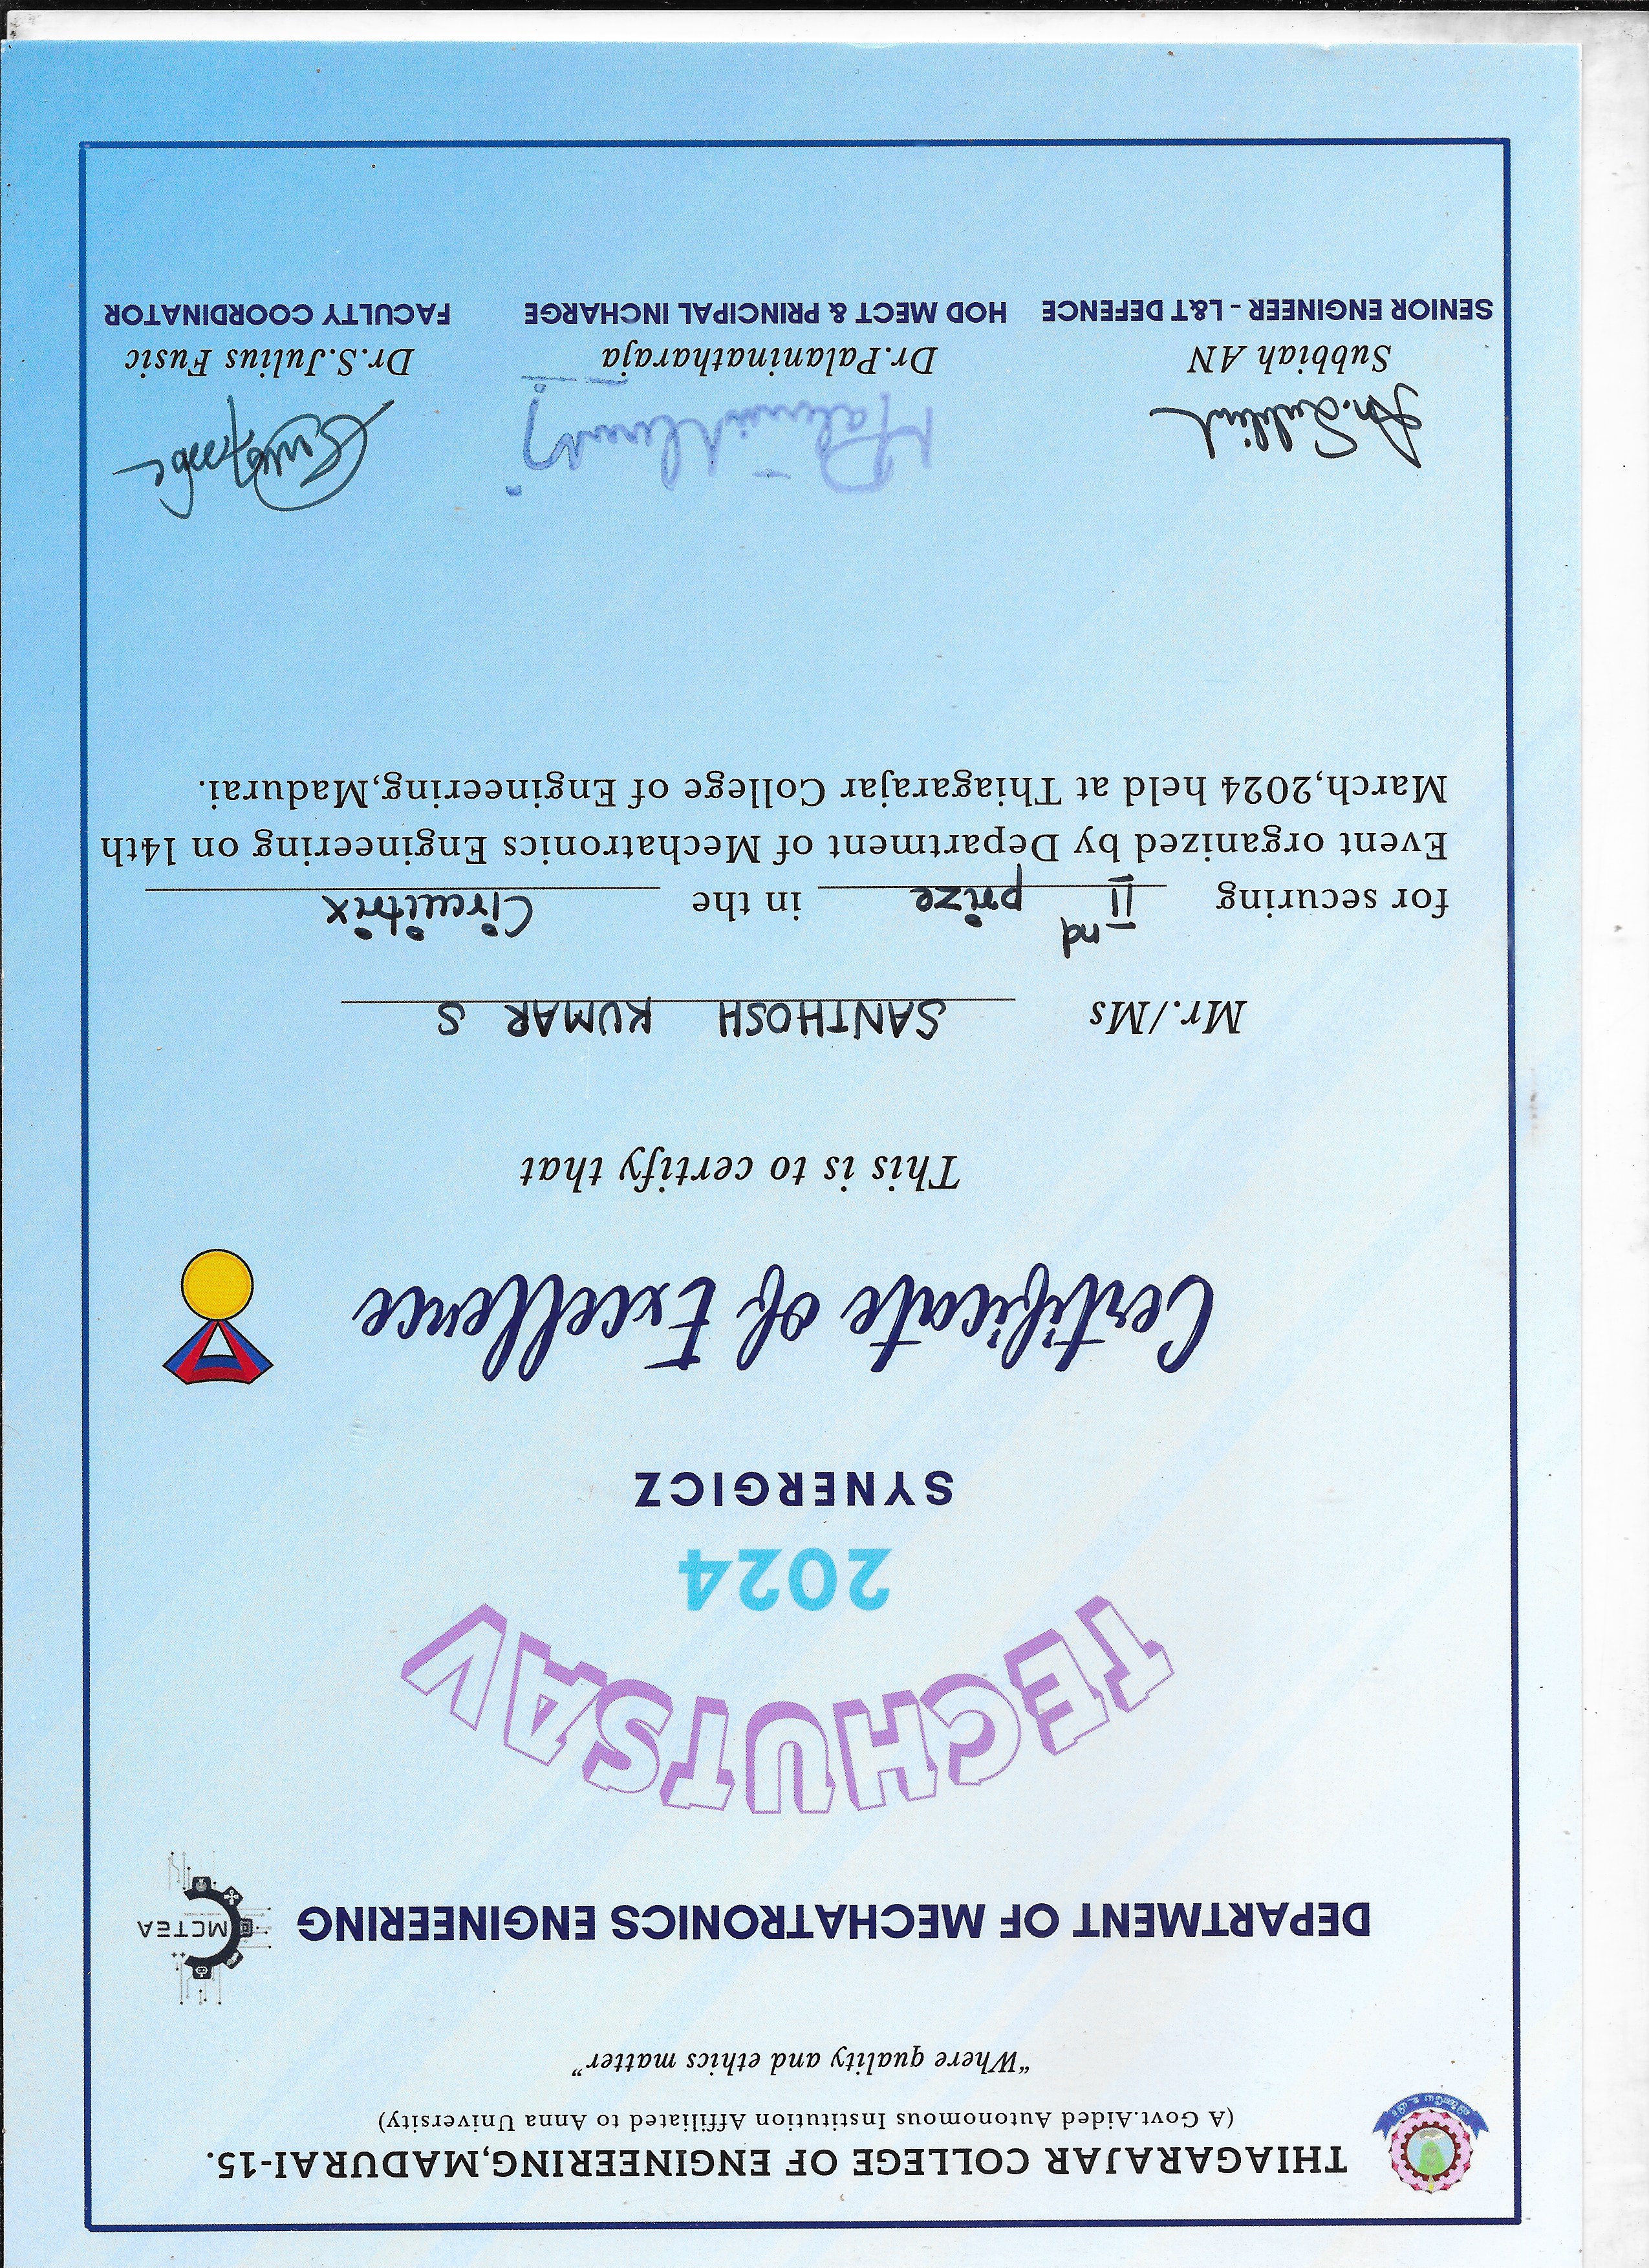 THIAGARAJAR COLLEGE OF ENGINEERING,MADURAI-15.
(A Govt.Aided Autonomous Institution Affiliated to Anna University)
"Where quality and ethics matter"
DEPARTMENT OF MECHATRONICS ENGINEERING
MCTEA
TECHUTSAV
2024
SYNERGICZ
Certificate of Excellence
This is to certify that
Mr./Ms SANTHOSH KUMAR S
for securing II nd prize in the Circuitrix
Event organized by Department of Mechatronics Engineering on 14th
March,2024 held at Thiagarajar College of Engineering,Madurai.
Subbiah AN Dr.Palaninatharaja Dr.S.Julius Fusic
SENIOR ENGINEER - L&T DEFENCE HOD MECT & PRINCIPAL INCHARGE FACULTY COORDINATOR